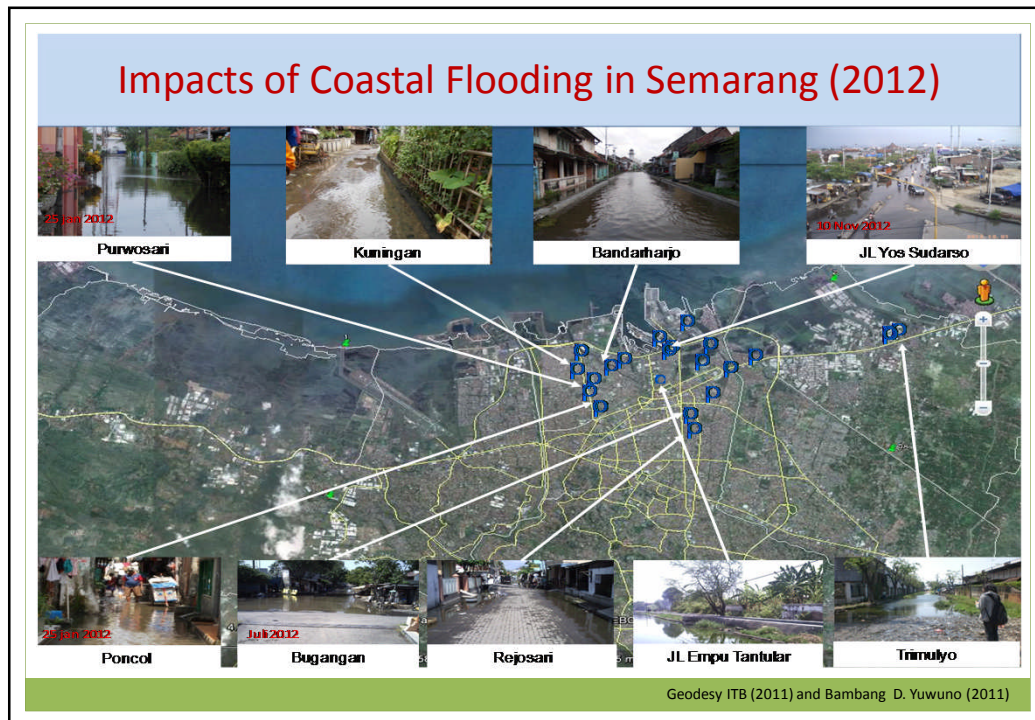 Impacts of Coastal Flooding in Semarang (2012)
25 jan 2012
10 Nov 2012
Purwosari
Kuningan
Bandarharjo
JL Yos Sudarso
25 jan 2012
Juli 2012
Poncol
Bugangan
Rejosari
JL Empu Tantular
Trimulyo
Geodesy ITB (2011) and Bambang D. Yuwuno (2011)